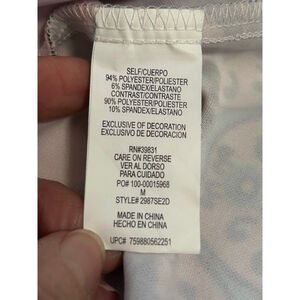 SELF/CUERPO
94% POLYESTER/POLIESTER
6% SPANDEX/ELASTANO
CONTRAST/CONTRASTE
90% POLYESTER/POLIESTER
10% SPANDEX/ELASTANO
EXCLUSIVE OF DECORATION
EXCLUSIVO DE DECORACION
RN#39831
CARE ON REVERSE
VER AL DORSO
PARA CUIDADO
PO# 100-00015968
M
STYLE# 2987SE2D
MADE IN CHINA
HECHO EN CHINA
UPC# 759880562251